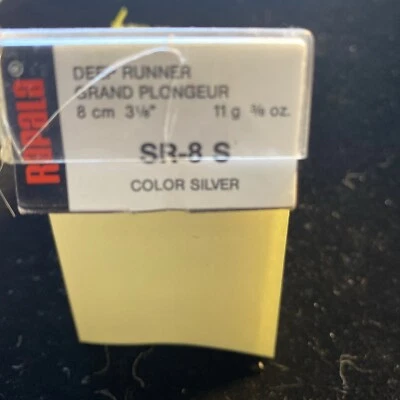 Rapala®
DEEP RUNNER
GRAND PLONGEUR
8 cm 3⅛" 11 g ⅜ oz.
SR-8 S
COLOR SILVER